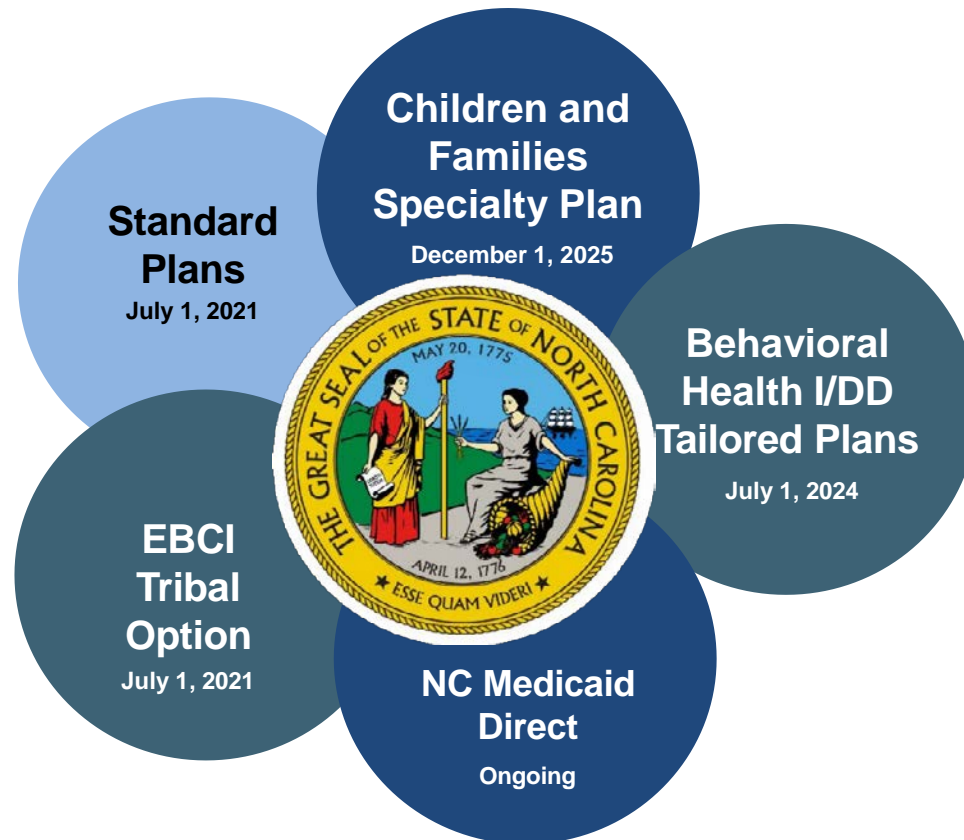 Children and
Families
Specialty Plan
December 1, 2025
Standard
Plans
July 1, 2021
Behavioral
Health I/DD
Tailored Plans
July 1, 2024
THE GREAT SEAL OF THE STATE OF NORTH CAROLINA
MAY 20, 1775
APRIL 12, 1776
★ ESSE QUAM VIDERI ★
EBCI
Tribal
Option
July 1, 2021
NC Medicaid
Direct
Ongoing